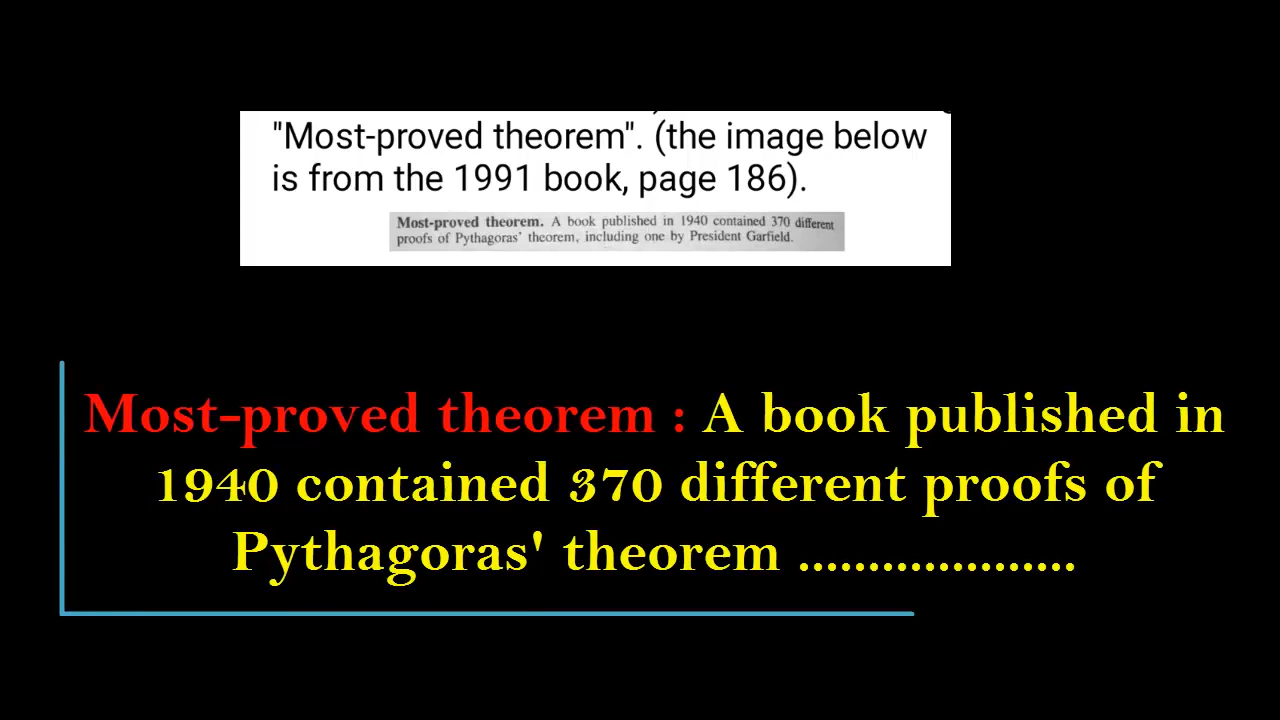 "Most-proved theorem". (the image below
is from the 1991 book, page 186).
Most-proved theorem. A book published in 1940 contained 370 different
proofs of Pythagoras' theorem, including one by President Garfield.
Most-proved theorem : A book published in
1940 contained 370 different proofs of
Pythagoras' theorem ....................